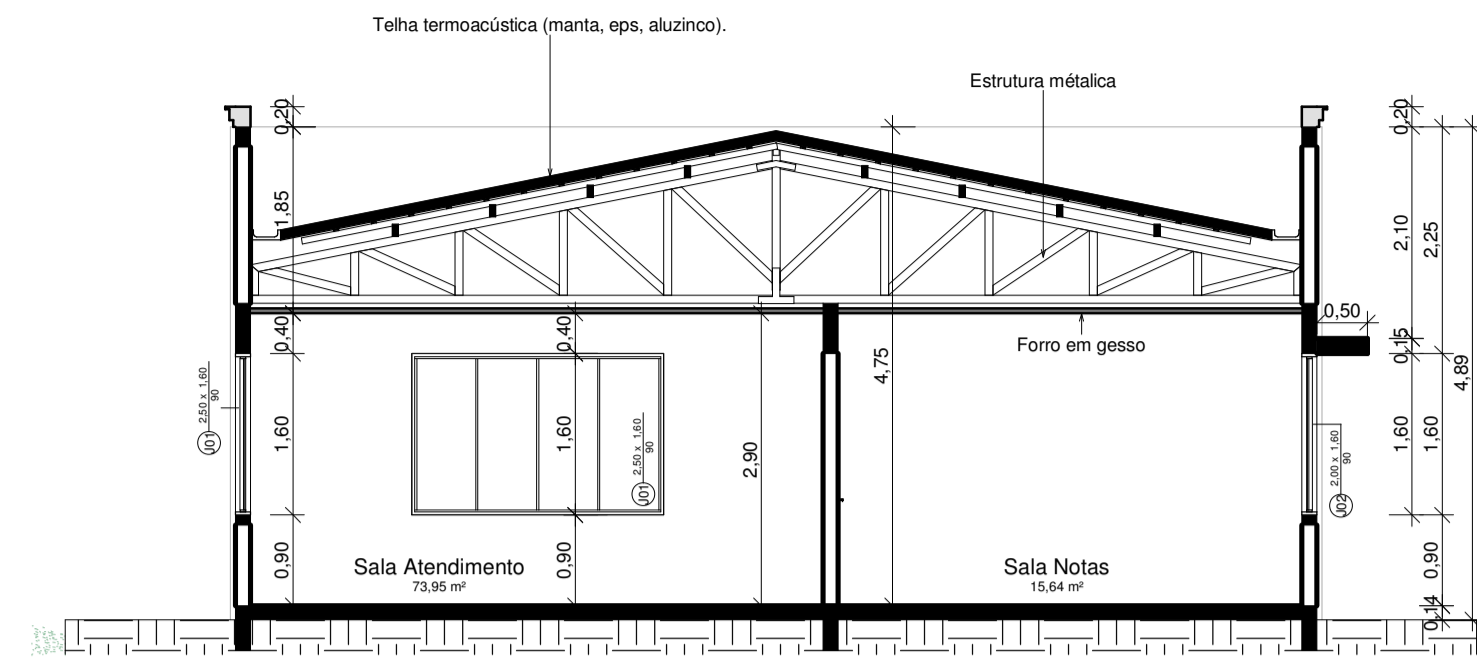 Telha termoacústica (manta, eps, aluzinco).
Estrutura métalica
0,20
0,20
1,85
2,10
2,25
0,50
0,40
0,40
Forro em gesso
0,15
4,75
4,89
2,50 x 1,60
90
J01
1,60
1,60
2,50 x 1,60
90
J01
2,90
2,00 x 1,60
90
J02
1,60
1,60
0,90
Sala Atendimento
73,95 m²
0,90
Sala Notas
15,64 m²
0,90
0,14